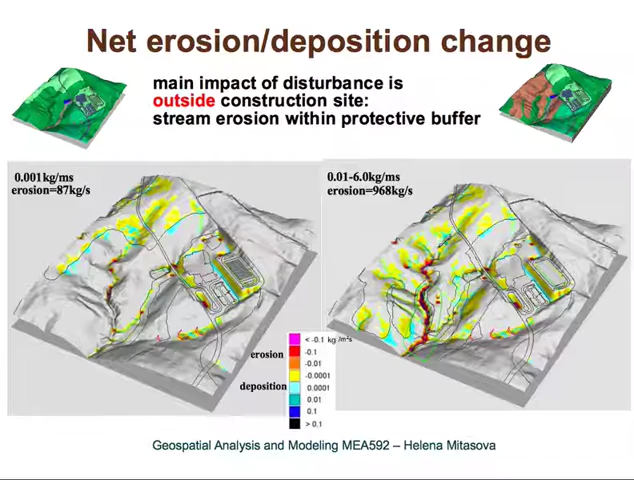 Net erosion/deposition change
main impact of disturbance is
outside construction site:
stream erosion within protective buffer
0.001kg/ms
erosion=87kg/s
0.01-6.0kg/ms
erosion=968kg/s
< -0.1 kg /m²s
erosion
-0.1
-0.01
-0.0001
deposition
0.0001
0.01
0.1
> 0.1
Geospatial Analysis and Modeling MEA592 – Helena Mitasova